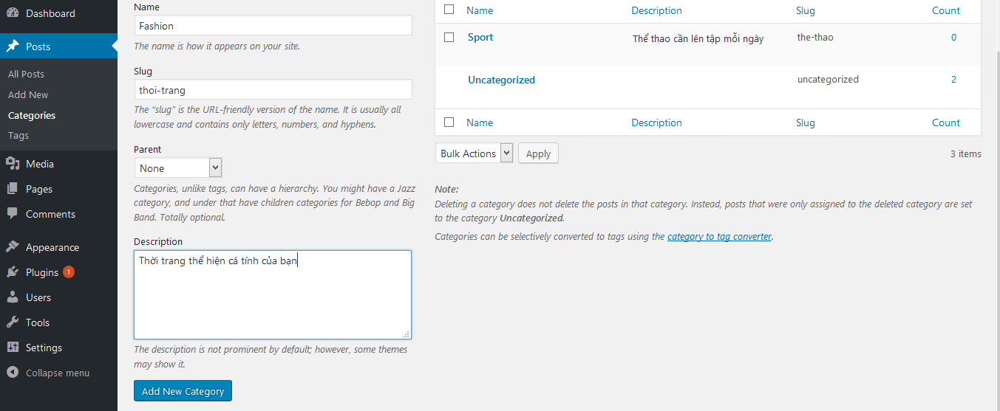 Dashboard
Posts
All Posts
Add New
Categories
Tags
Media
Pages
Comments
Appearance
Plugins 1
Users
Tools
Settings
Collapse menu
Name
Fashion
The name is how it appears on your site.
Slug
thoi-trang
The “slug” is the URL-friendly version of the name. It is usually all
lowercase and contains only letters, numbers, and hyphens.
Parent
None
Categories, unlike tags, can have a hierarchy. You might have a Jazz
category, and under that have children categories for Bebop and Big
Band. Totally optional.
Description
Thời trang thể hiện cá tính của bạn
The description is not prominent by default; however, some themes
may show it.
Add New Category
Name Description Slug Count
Sport Thể thao cần lên tập mỗi ngày the-thao 0
Uncategorized uncategorized 2
Name Description Slug Count
Bulk Actions Apply 3 items
Note:
Deleting a category does not delete the posts in that category. Instead, posts that were only assigned to the deleted category are set
to the category Uncategorized.
Categories can be selectively converted to tags using the category to tag converter.